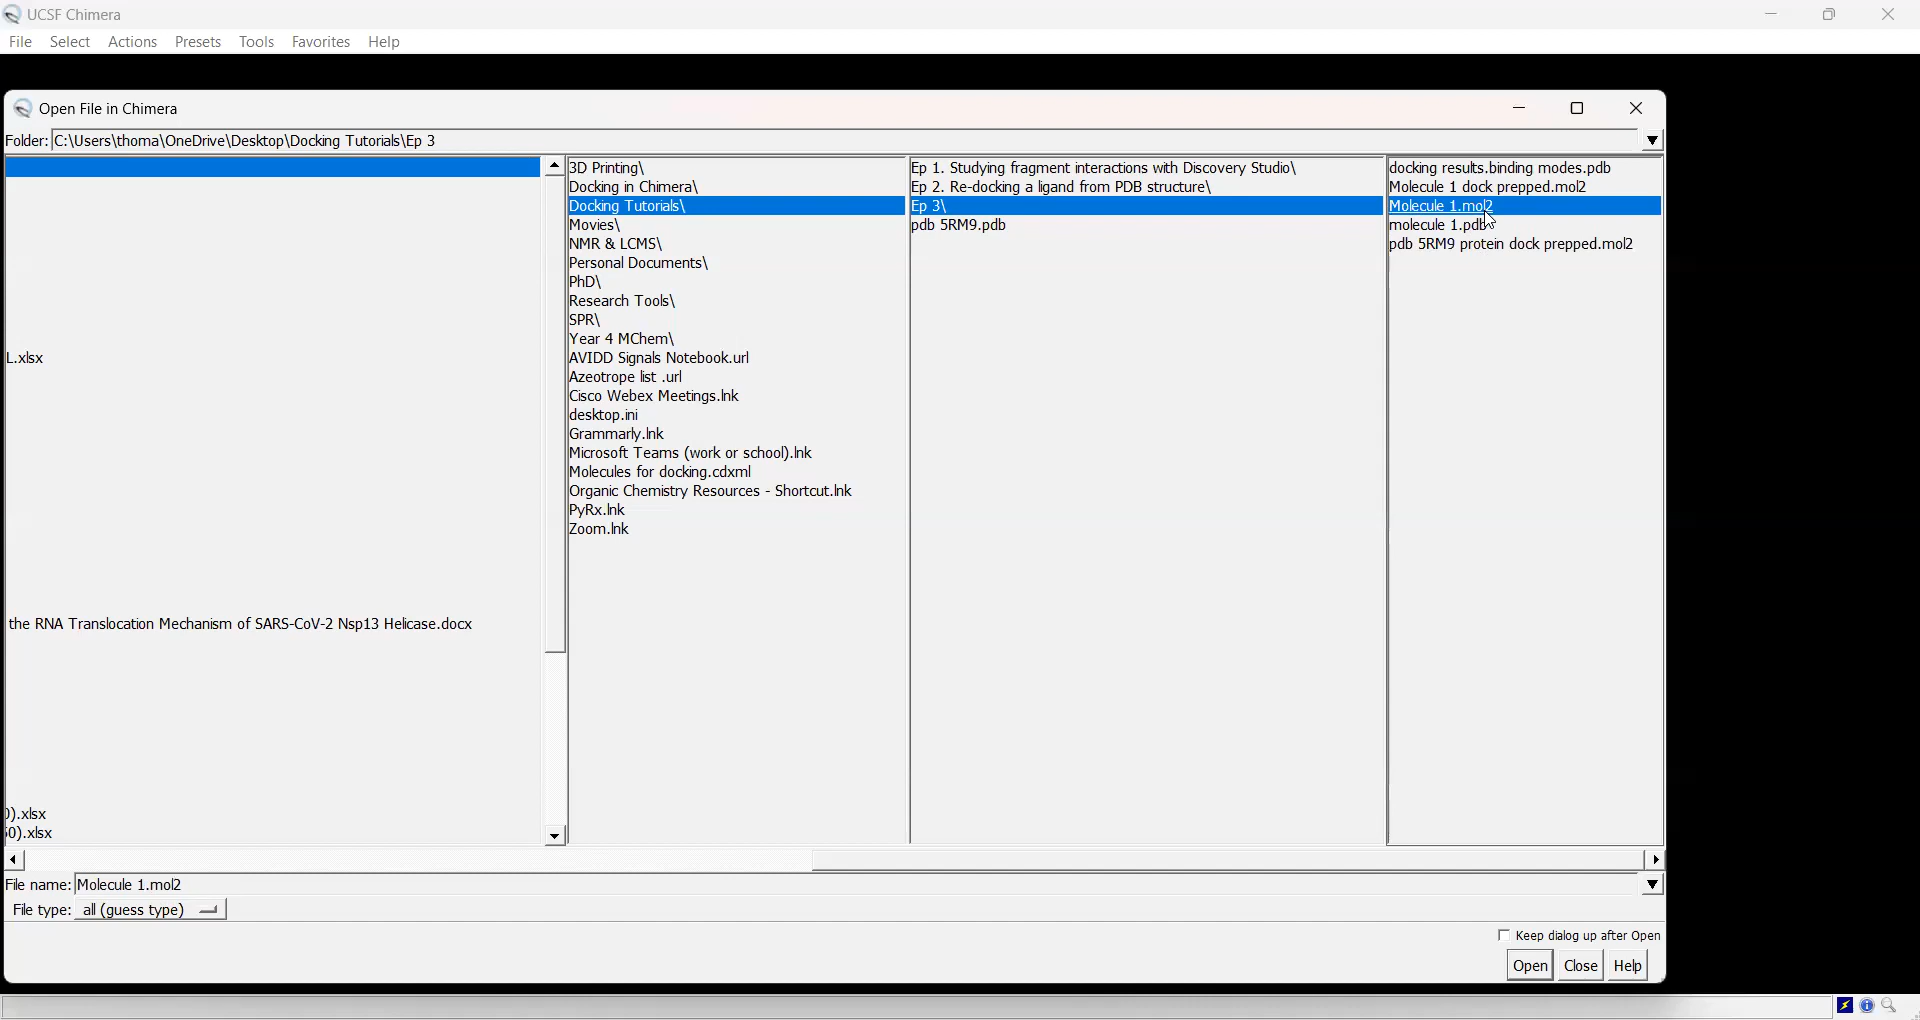 UCSF Chimera
File Select Actions Presets Tools Favorites Help
Open File in Chimera
Folder: C:\Users\thoma\OneDrive\Desktop\Docking Tutorials\Ep 3
L.xlsx
the RNA Translocation Mechanism of SARS-CoV-2 Nsp13 Helicase.docx
0).xlsx
60).xlsx
3D Printing\
Docking in Chimera\
Docking Tutorials\
Movies\
NMR & LCMS\
Personal Documents\
PhD\
Research Tools\
SPR\
Year 4 MChem\
AVIDD Signals Notebook.url
Azeotrope list .url
Cisco Webex Meetings.lnk
desktop.ini
Grammarly.lnk
Microsoft Teams (work or school).lnk
Molecules for docking.cdxml
Organic Chemistry Resources - Shortcut.lnk
PyRx.lnk
Zoom.lnk
Ep 1. Studying fragment interactions with Discovery Studio\
Ep 2. Re-docking a ligand from PDB structure\
Ep 3\
pdb 5RM9.pdb
docking results.binding modes.pdb
Molecule 1 dock prepped.mol2
Molecule 1.mol2
molecule 1.pdb
pdb 5RM9 protein dock prepped.mol2
File name: Molecule 1.mol2
File type: all (guess type)
Keep dialog up after Open
Open Close Help